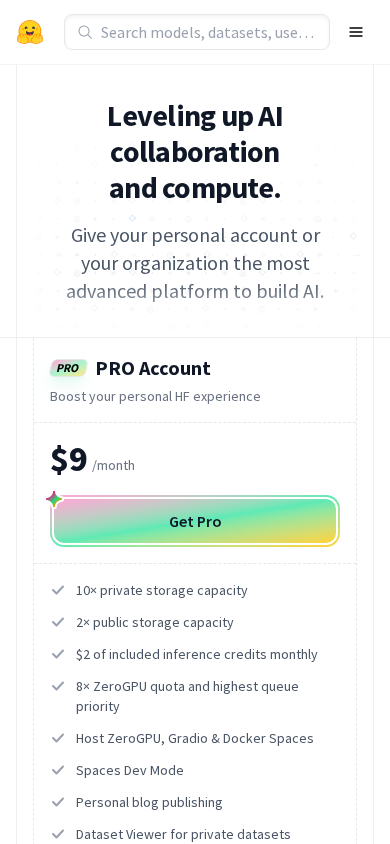 Search models, datasets, use…
Leveling up AI
collaboration
and compute.
Give your personal account or
your organization the most
advanced platform to build AI.
PRO PRO Account
Boost your personal HF experience
$9 /month
Get Pro
10× private storage capacity
2× public storage capacity
$2 of included inference credits monthly
8× ZeroGPU quota and highest queue
priority
Host ZeroGPU, Gradio & Docker Spaces
Spaces Dev Mode
Personal blog publishing
Dataset Viewer for private datasets